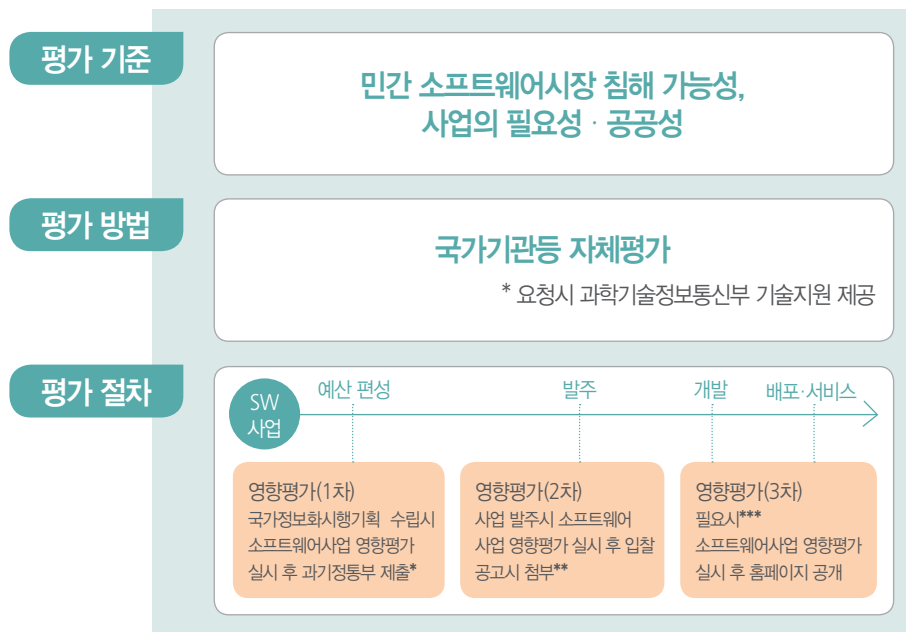 평가 기준
민간 소프트웨어시장 침해 가능성,
사업의 필요성 · 공공성
평가 방법
국가기관등 자체평가
* 요청시 과학기술정보통신부 기술지원 제공
평가 절차
SW
사업
예산 편성
발주
개발
배포·서비스
영향평가(1차)
국가정보화시행기획 수립시
소프트웨어사업 영향평가
실시 후 과기정통부 제출*
영향평가(2차)
사업 발주시 소프트웨어
사업 영향평가 실시 후 입찰
공고시 첨부**
영향평가(3차)
필요시***
소프트웨어사업 영향평가
실시 후 홈페이지 공개